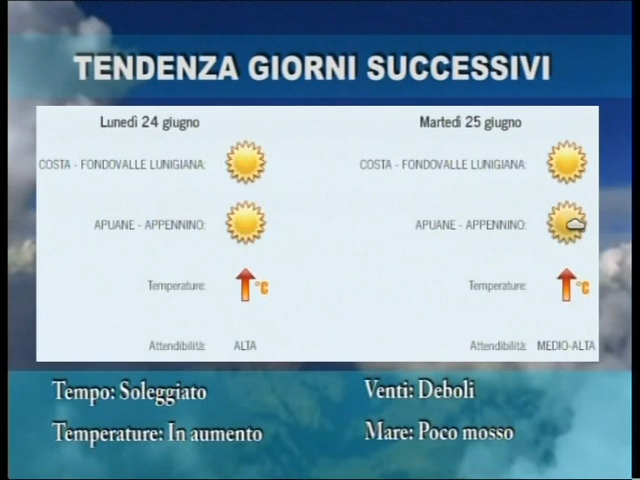 TENDENZA GIORNI SUCCESSIVI
Lunedì 24 giugno
COSTA - FONDOVALLE LUNIGIANA:
APUANE - APPENNINO:
Temperature: °C
Attendibilità: ALTA
Martedì 25 giugno
COSTA - FONDOVALLE LUNIGIANA:
APUANE - APPENNINO:
Temperature: °C
Attendibilità: MEDIO-ALTA
Tempo: Soleggiato
Temperature: In aumento
Venti: Deboli
Mare: Poco mosso